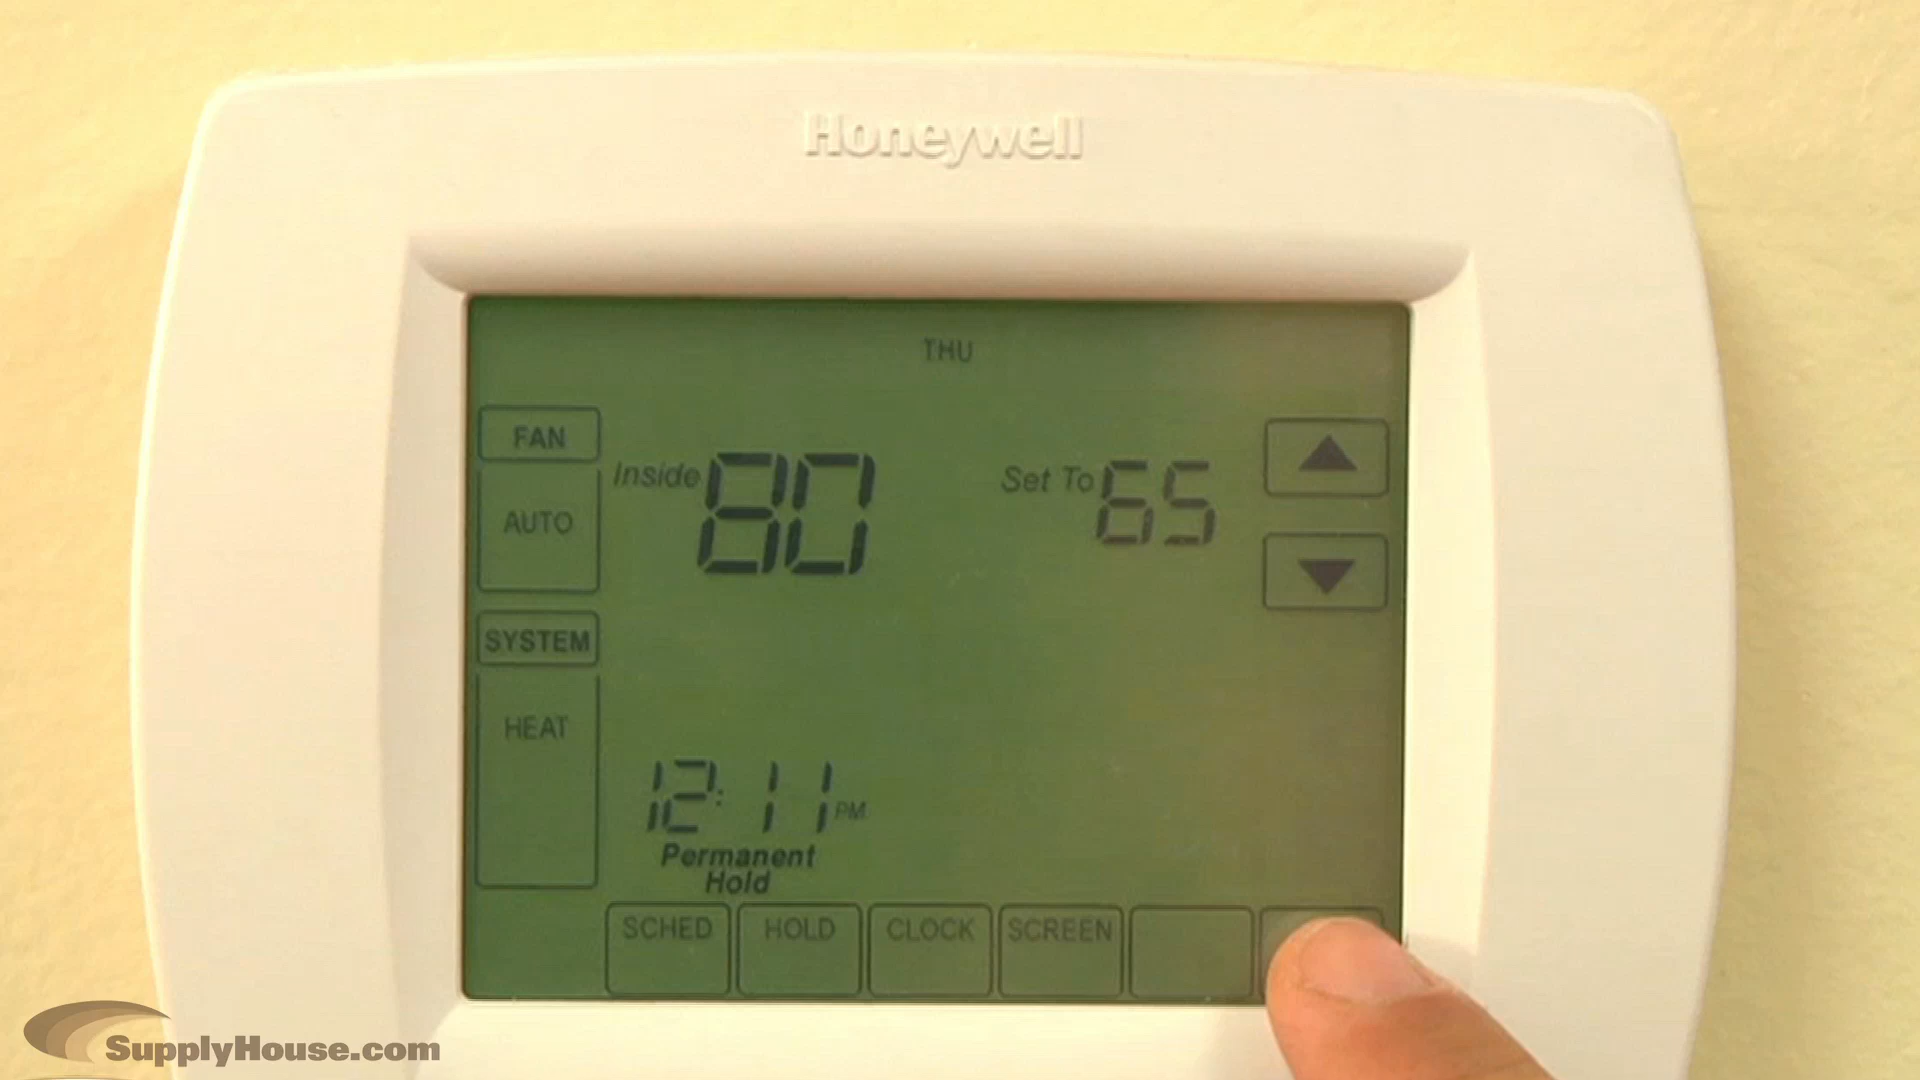 Honeywell
THU
FAN
AUTO
Inside 80
Set To 65
SYSTEM
HEAT
12:11 PM
Permanent
Hold
SCHED HOLD CLOCK SCREEN
SupplyHouse.com